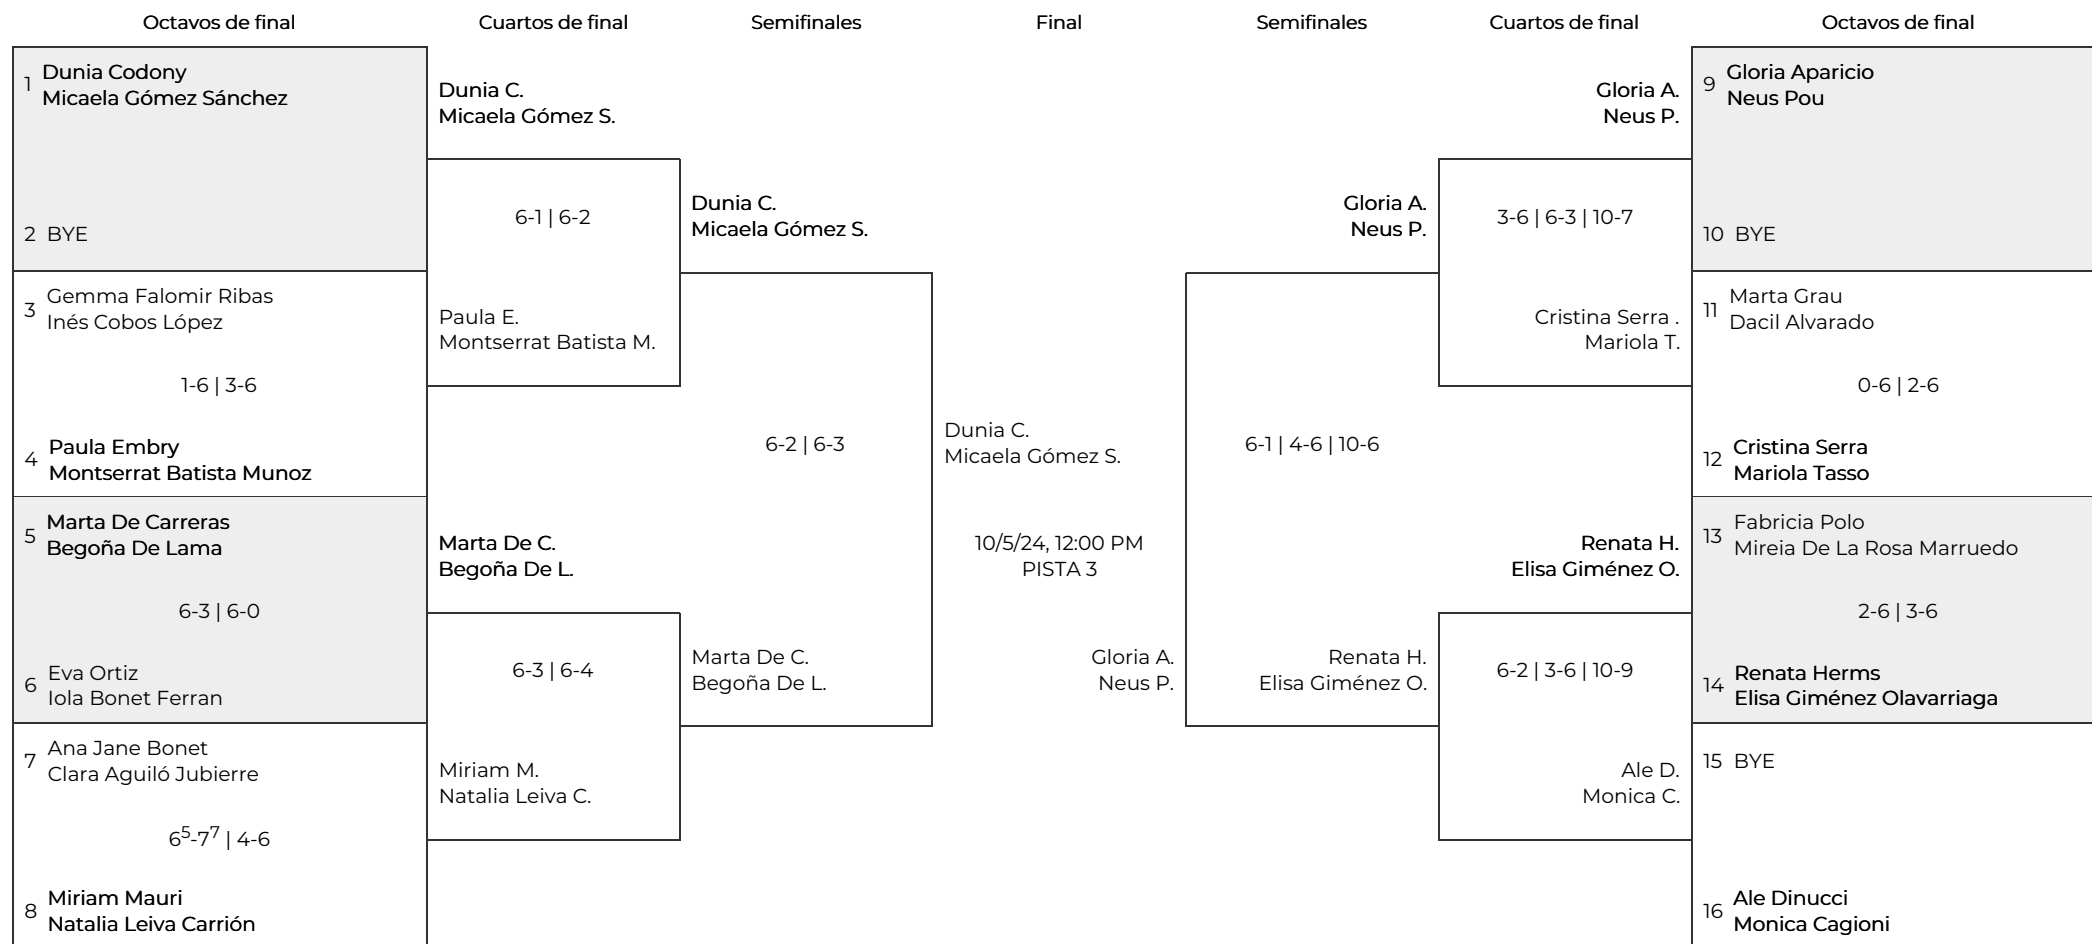 Octavos de final
Cuartos de final
Semifinales
Final
Semifinales
Cuartos de final
Octavos de final
1
Dunia Codony
Micaela Gómez Sánchez
2 BYE
3
Gemma Falomir Ribas
Inés Cobos López
1-6 | 3-6
4
Paula Embry
Montserrat Batista Munoz
5
Marta De Carreras
Begoña De Lama
6-3 | 6-0
6
Eva Ortiz
Iola Bonet Ferran
7
Ana Jane Bonet
Clara Aguiló Jubierre
6⁵-7⁷ | 4-6
8
Miriam Mauri
Natalia Leiva Carrión
Dunia C.
Micaela Gómez S.
6-1 | 6-2
Paula E.
Montserrat Batista M.
Marta De C.
Begoña De L.
6-3 | 6-4
Miriam M.
Natalia Leiva C.
Dunia C.
Micaela Gómez S.
6-2 | 6-3
Marta De C.
Begoña De L.
Dunia C.
Micaela Gómez S.
10/5/24, 12:00 PM
PISTA 3
Gloria A.
Neus P.
Gloria A.
Neus P.
6-1 | 4-6 | 10-6
Renata H.
Elisa Giménez O.
Gloria A.
Neus P.
3-6 | 6-3 | 10-7
Cristina Serra .
Mariola T.
Renata H.
Elisa Giménez O.
6-2 | 3-6 | 10-9
Ale D.
Monica C.
9
Gloria Aparicio
Neus Pou
10 BYE
11
Marta Grau
Dacil Alvarado
0-6 | 2-6
12
Cristina Serra
Mariola Tasso
13
Fabricia Polo
Mireia De La Rosa Marruedo
2-6 | 3-6
14
Renata Herms
Elisa Giménez Olavarriaga
15 BYE
16
Ale Dinucci
Monica Cagioni